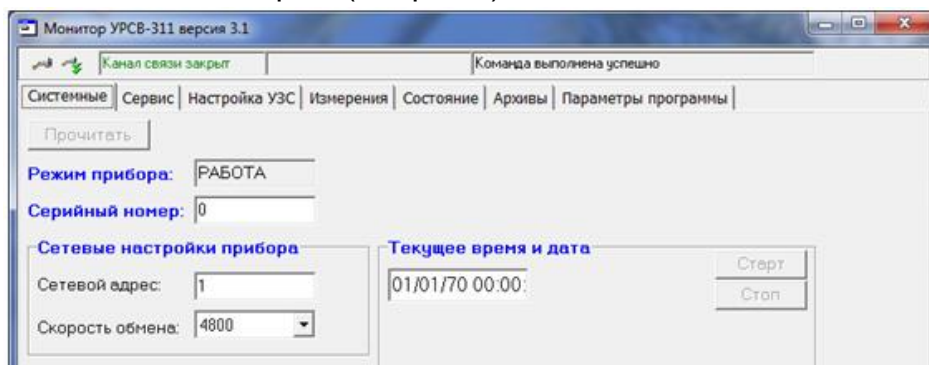 Монитор УРСВ-311 версия 3.1
Канал связи закрыт Команда выполнена успешно
Системные Сервис Настройка УЗС Измерения Состояние Архивы Параметры программы
Прочитать
Режим прибора: РАБОТА
Серийный номер: 0
Сетевые настройки прибора
Сетевой адрес: 1
Скорость обмена: 4800
Текущее время и дата
01/01/70 00:00:
Старт
Стоп